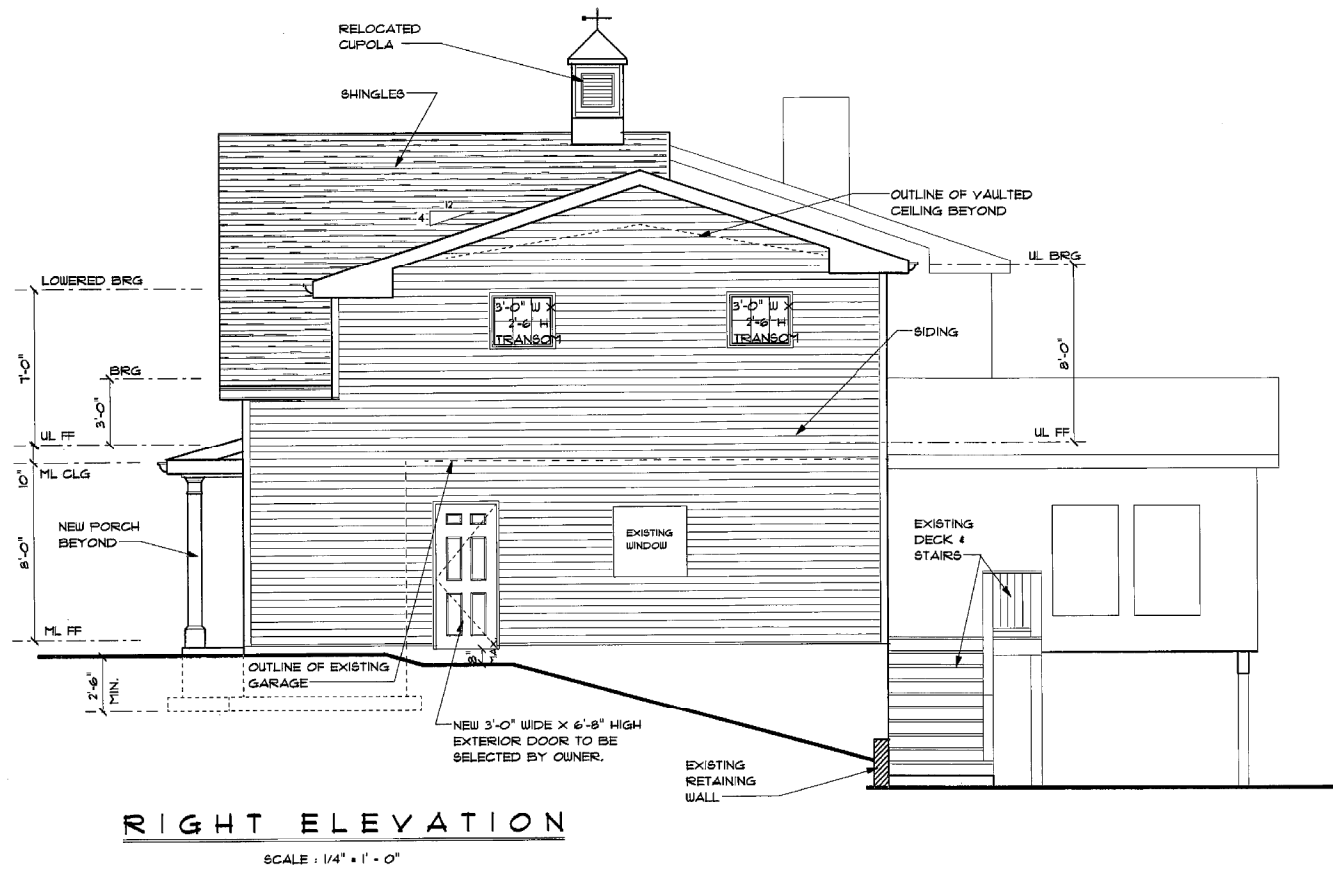 RELOCATED
CUPOLA
SHINGLES
12
4
OUTLINE OF VAULTED
CEILING BEYOND
UL BRG
LOWERED BRG
3'-0" W X
2'-6" H
TRANSOM
3'-0" W X
2'-6" H
TRANSOM
SIDING
8'-0"
7'-0"
BRG
3'-0"
UL FF
UL FF
ML CLG
10"
NEW PORCH
BEYOND
8'-0"
EXISTING
WINDOW
EXISTING
DECK &
STAIRS
ML FF
OUTLINE OF EXISTING
GARAGE
8"
MAX
2'-6"
MIN.
NEW 3'-0" WIDE X 6'-8" HIGH
EXTERIOR DOOR TO BE
SELECTED BY OWNER.
EXISTING
RETAINING
WALL
RIGHT ELEVATION
SCALE : 1/4" = 1' - 0"